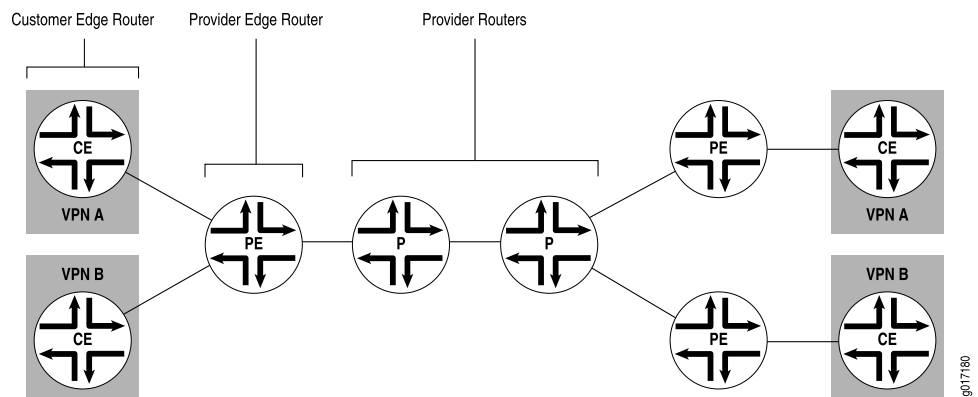 Customer Edge Router
Provider Edge Router
Provider Routers
CE
VPN A
PE
CE
VPN A
PE
P
P
VPN B
CE
PE
VPN B
CE
g017180